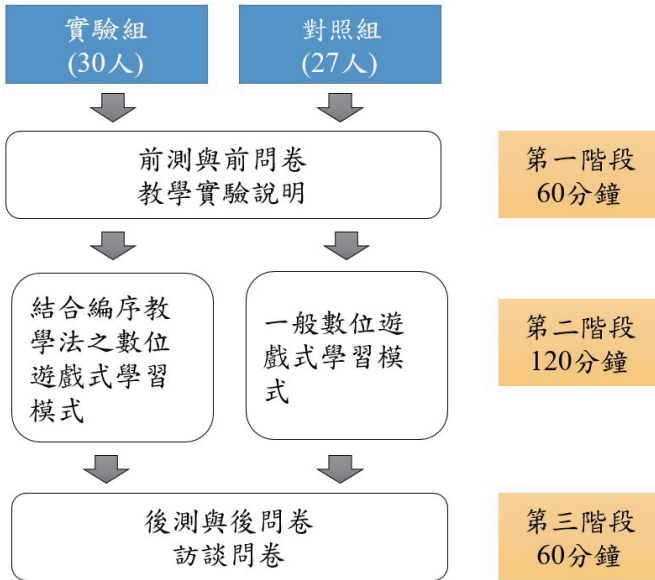 實驗組
(30人)
對照組
(27人)
前測與前問卷
教學實驗說明
第一階段
60分鐘
結合編序教
學法之數位
遊戲式學習
模式
一般數位遊
戲式學習模
式
第二階段
120分鐘
後測與後問卷
訪談問卷
第三階段
60分鐘